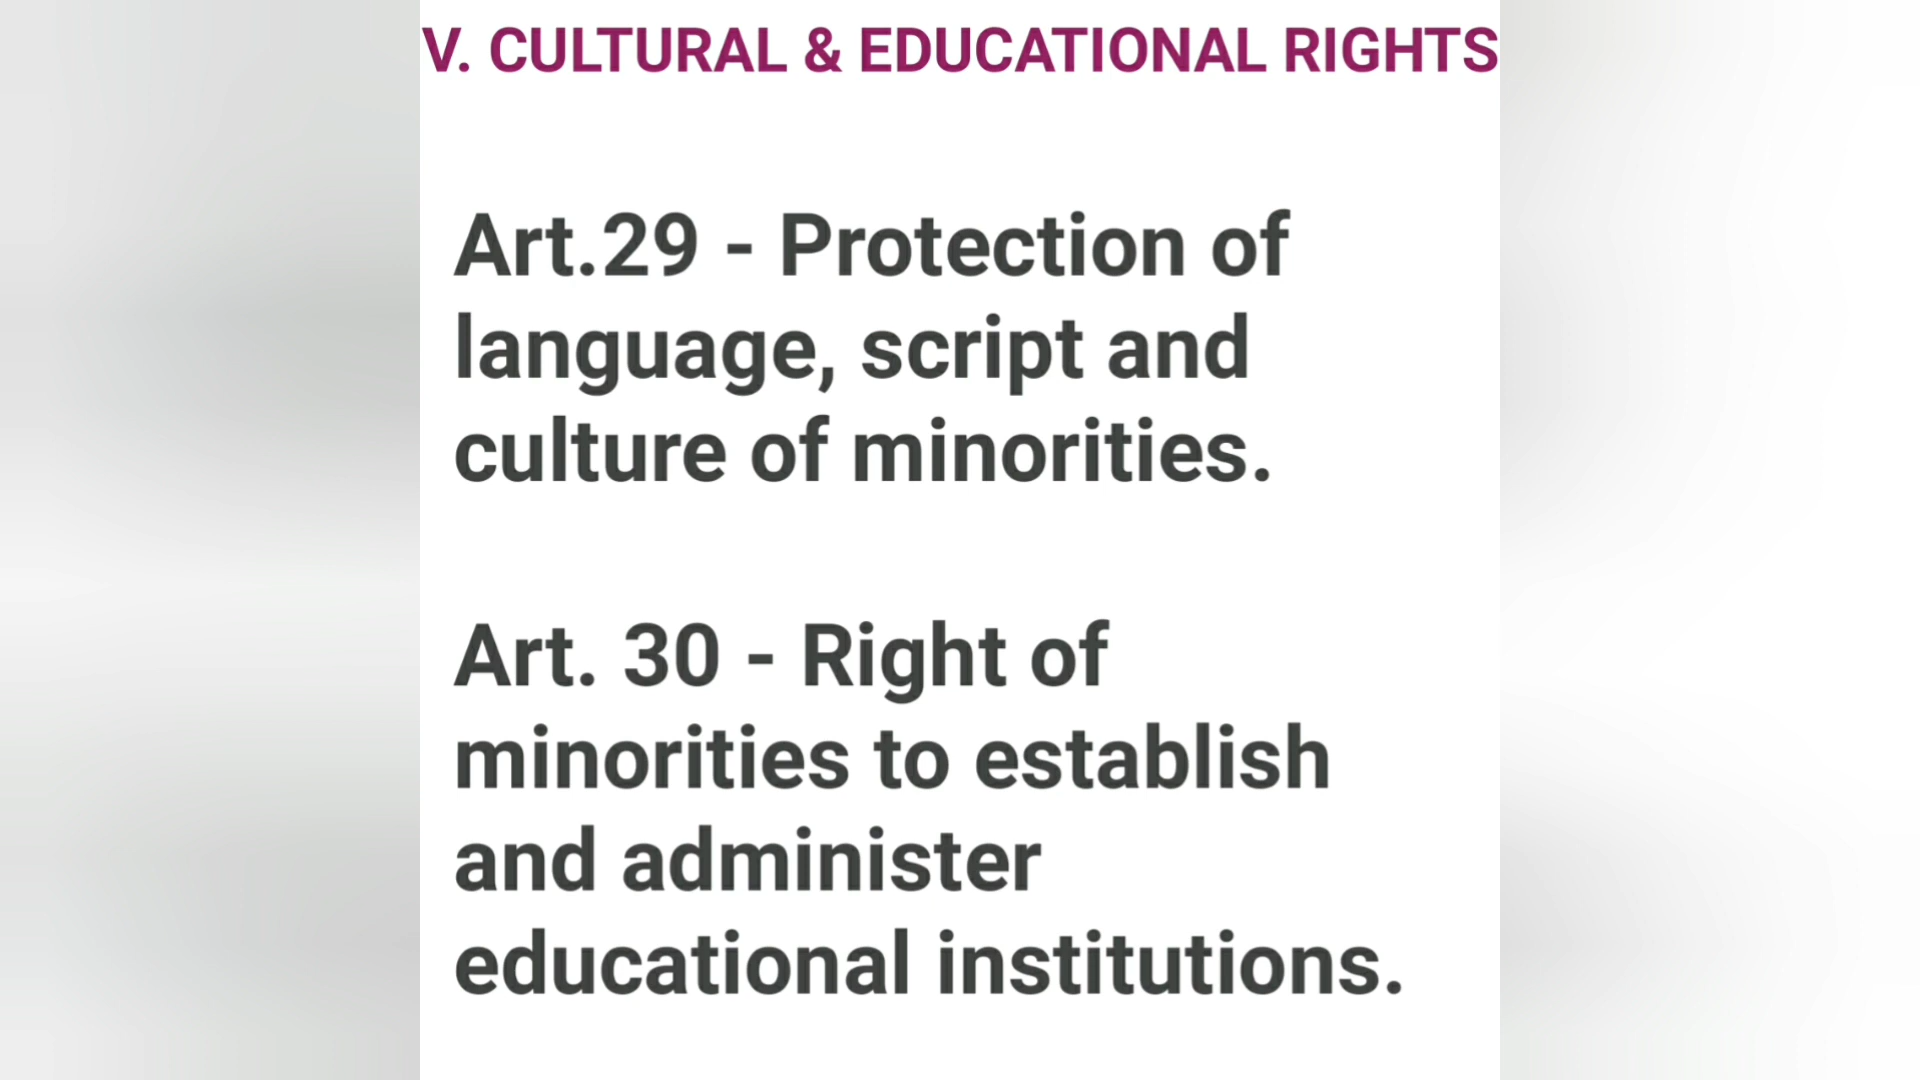 V. CULTURAL & EDUCATIONAL RIGHTS
Art.29 - Protection of
language, script and
culture of minorities.
Art. 30 - Right of
minorities to establish
and administer
educational institutions.